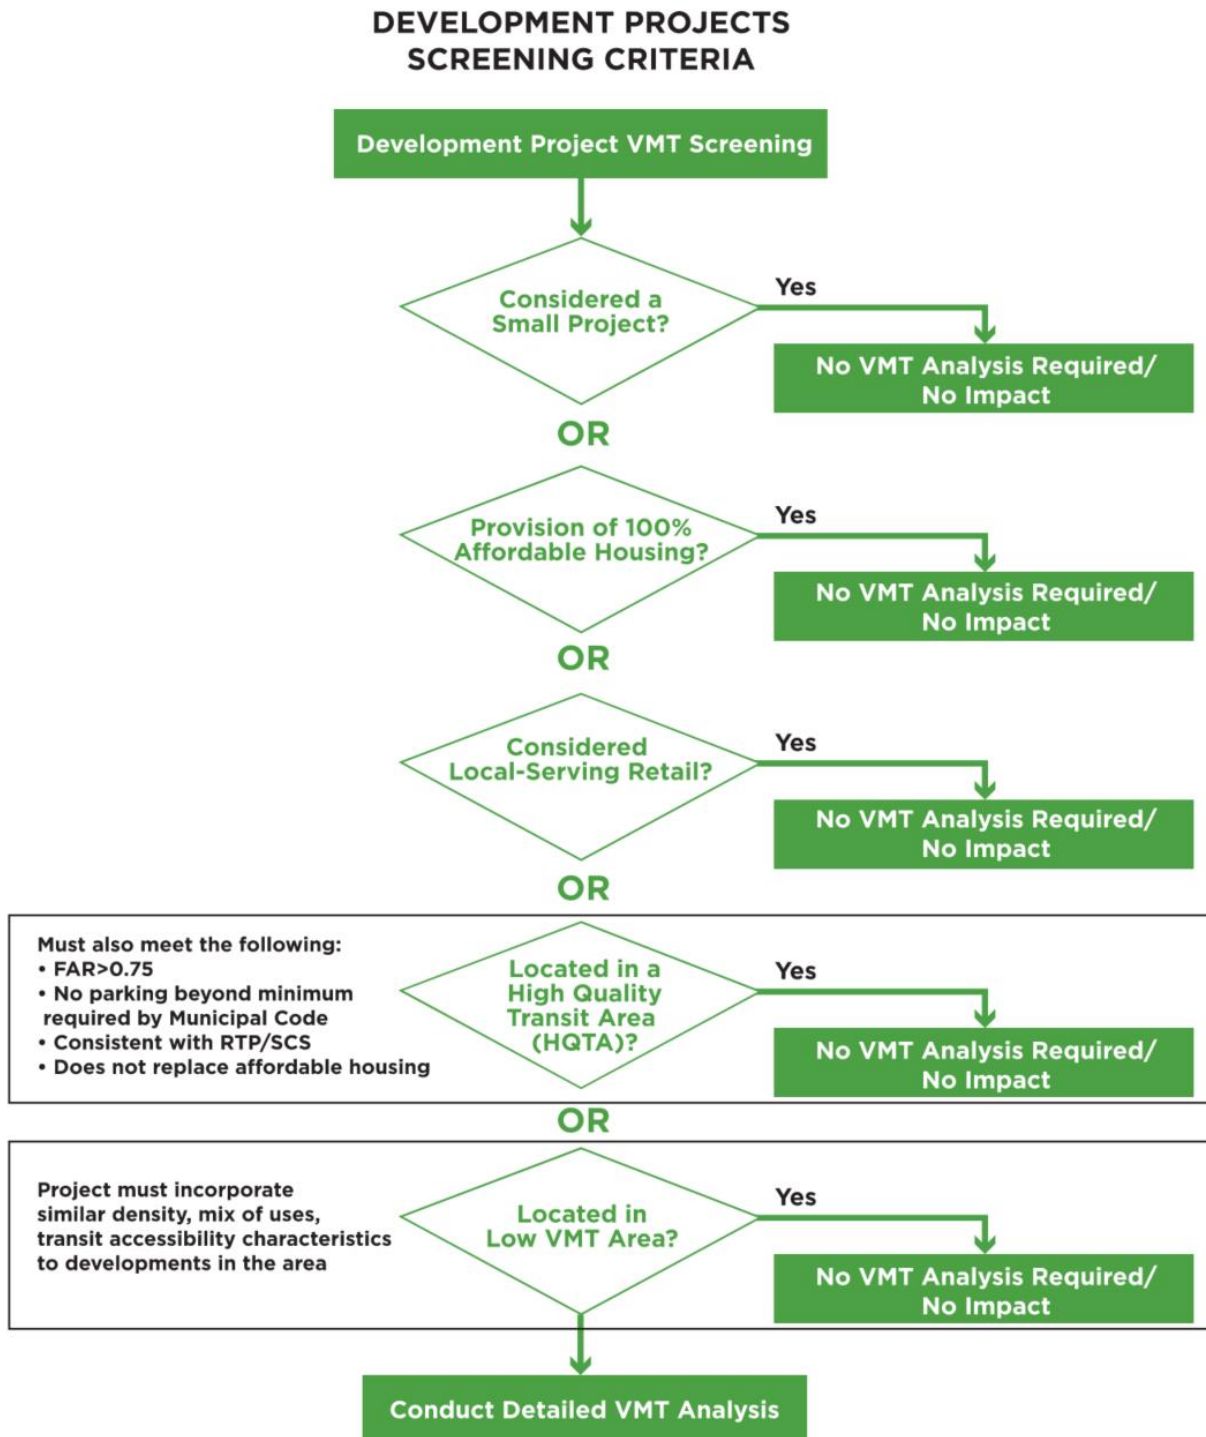 DEVELOPMENT PROJECTS
SCREENING CRITERIA
Development Project VMT Screening
Considered a
Small Project?
Yes
No VMT Analysis Required/
No Impact
OR
Provision of 100%
Affordable Housing?
Yes
No VMT Analysis Required/
No Impact
OR
Considered
Local-Serving Retail?
Yes
No VMT Analysis Required/
No Impact
OR
Must also meet the following:
• FAR>0.75
• No parking beyond minimum
required by Municipal Code
• Consistent with RTP/SCS
• Does not replace affordable housing
Located in a
High Quality
Transit Area
(HQTA)?
Yes
No VMT Analysis Required/
No Impact
OR
Project must incorporate
similar density, mix of uses,
transit accessibility characteristics
to developments in the area
Located in
Low VMT Area?
Yes
No VMT Analysis Required/
No Impact
Conduct Detailed VMT Analysis